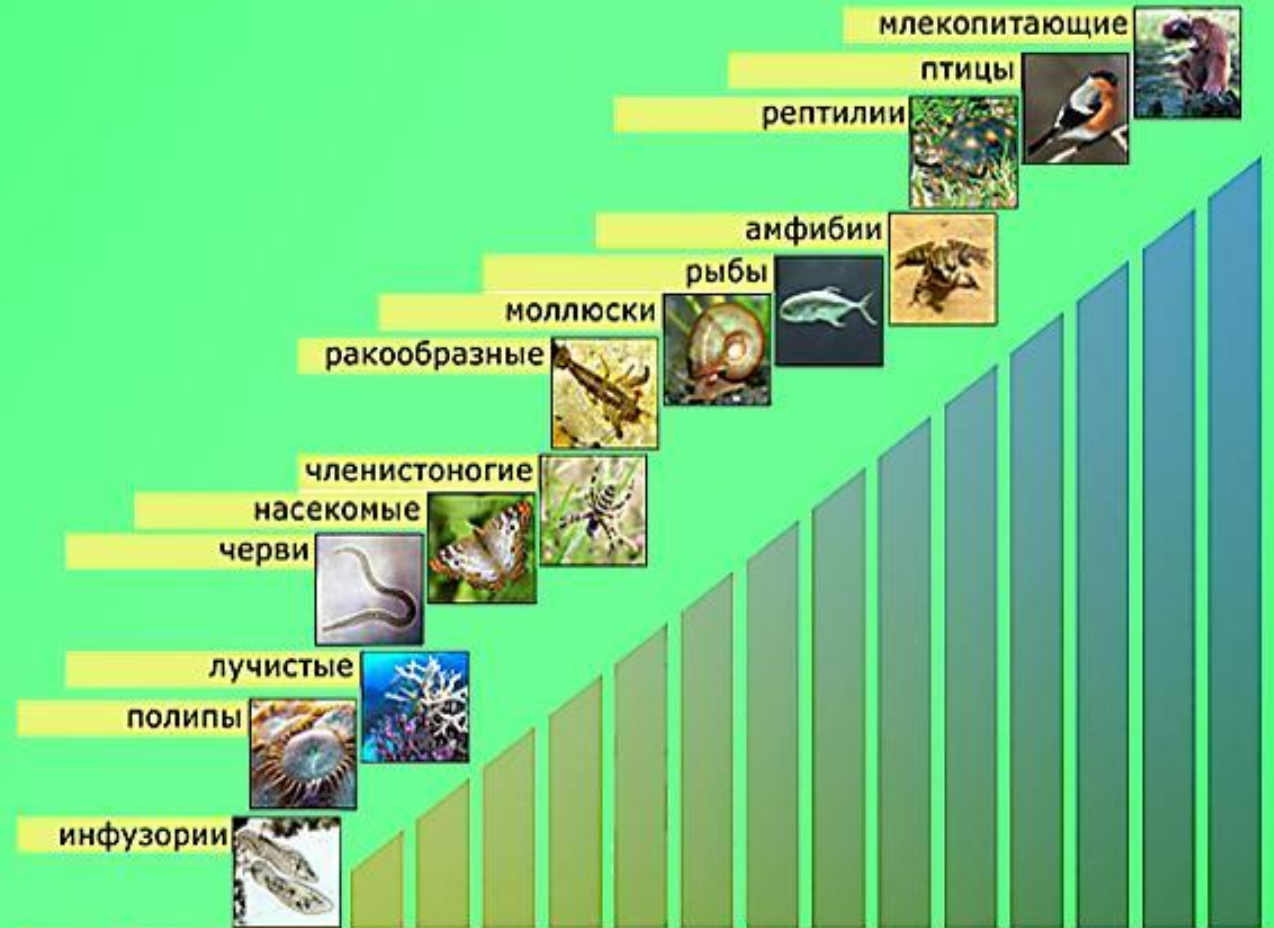 млекопитающие
птицы
рептилии
амфибии
рыбы
моллюски
ракообразные
членистоногие
насекомые
черви
лучистые
полипы
инфузории